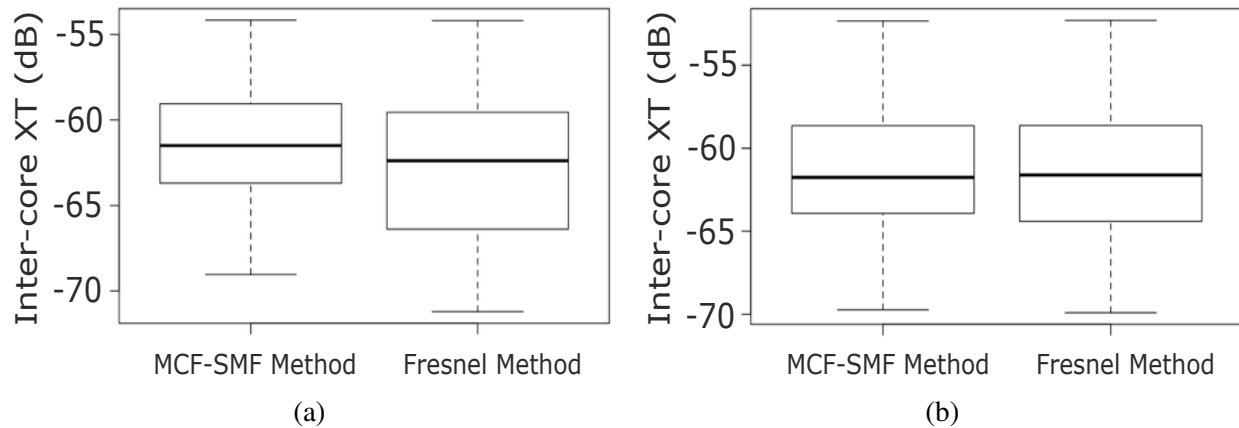 Inter-core XT (dB)
-55
-60
-65
-70
MCF-SMF Method
Fresnel Method
(a)
Inter-core XT (dB)
-55
-60
-65
-70
MCF-SMF Method
Fresnel Method
(b)